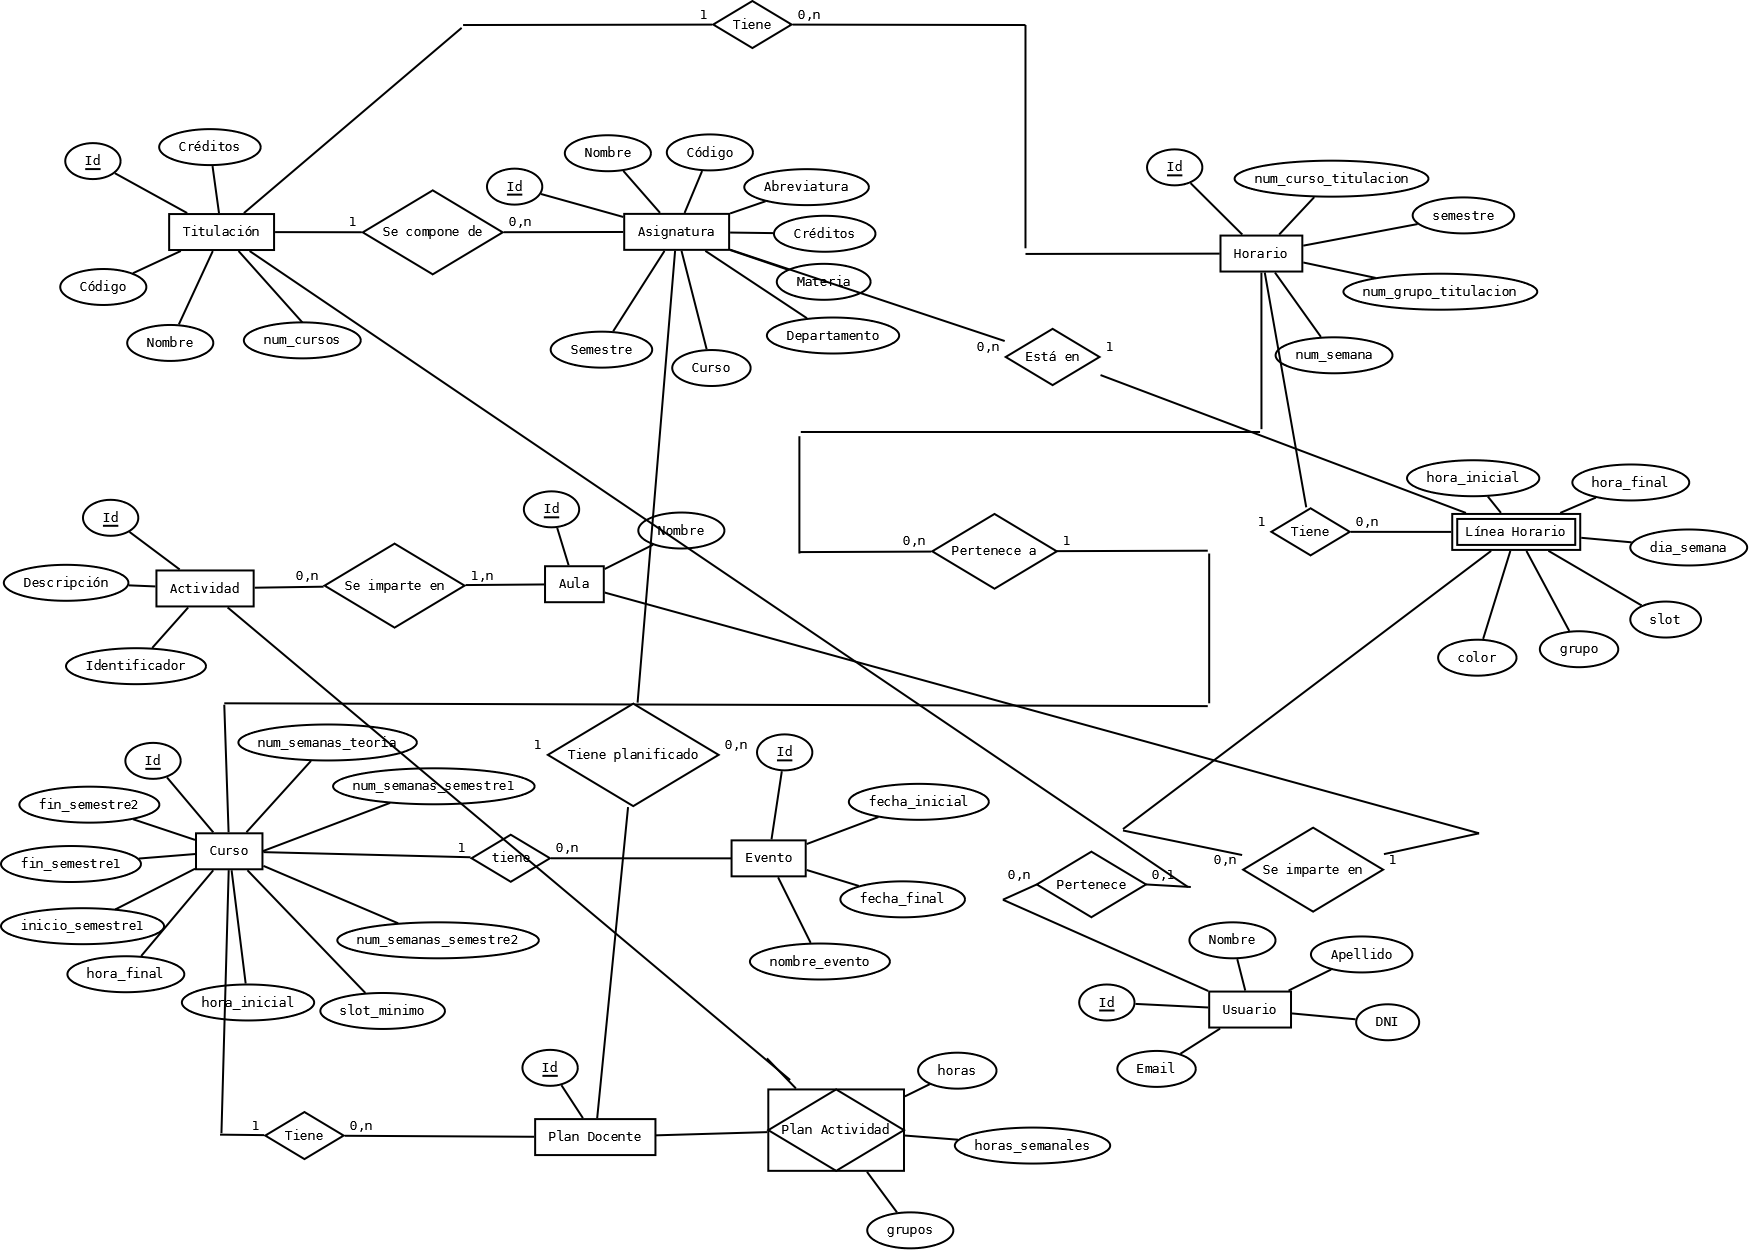 1
Tiene
0,n
Id
Créditos
Titulación
Código
Nombre
num_cursos
1
Se compone de
0,n
Id
Nombre
Código
Abreviatura
Asignatura
Créditos
Materia
Departamento
Semestre
Curso
0,n
Está en
1
Id
num_curso_titulacion
semestre
Horario
num_grupo_titulacion
num_semana
hora_inicial
hora_final
1
Tiene
0,n
Línea Horario
dia_semana
slot
grupo
color
0,n
Pertenece a
1
Id
Descripción
Actividad
Identificador
0,n
Se imparte en
1,n
Id
Nombre
Aula
num_semanas_teoria
Id
num_semanas_semestre1
fin_semestre2
Curso
fin_semestre1
inicio_semestre1
num_semanas_semestre2
hora_final
hora_inicial
slot_minimo
1
Tiene planificado
0,n
Id
fecha_inicial
1
tiene
0,n
Evento
fecha_final
nombre_evento
0,n
Pertenece
0,1
0,n
Se imparte en
1
Nombre
Apellido
Id
Usuario
DNI
Email
1
Tiene
0,n
Id
Plan Docente
Plan Actividad
horas
horas_semanales
grupos